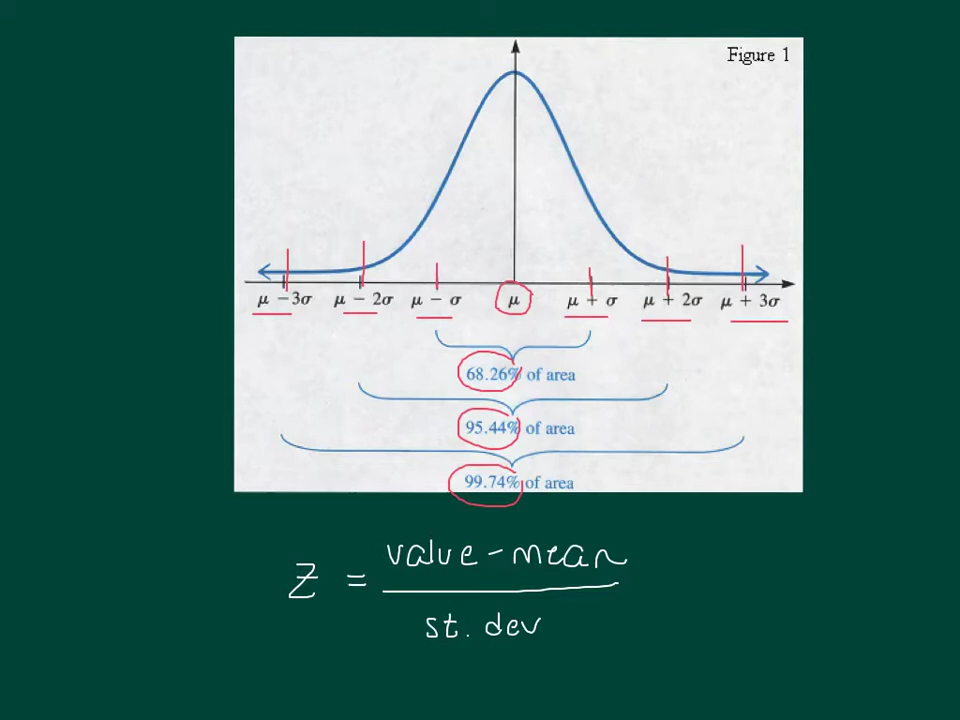 Figure 1
μ - 3σ μ - 2σ μ - σ μ μ + σ μ + 2σ μ + 3σ
68.26% of area
95.44% of area
99.74% of area
Z = value - mean
st. dev